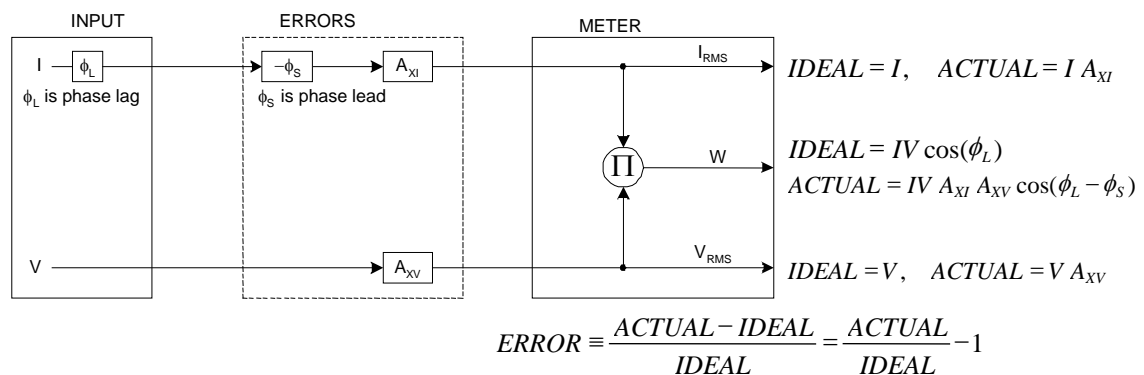 INPUT
ERRORS
METER
I
ϕL
−ϕS
AXI
IRMS
IDEAL = I, ACTUAL = I AXI
ϕL is phase lag
ϕS is phase lead
Π
W
IDEAL = IV cos(ϕL)
ACTUAL = IV AXI AXV cos(ϕL − ϕS)
V
AXV
VRMS
IDEAL = V, ACTUAL = V AXV
ERROR ≡ ACTUAL − IDEAL / IDEAL = ACTUAL / IDEAL − 1